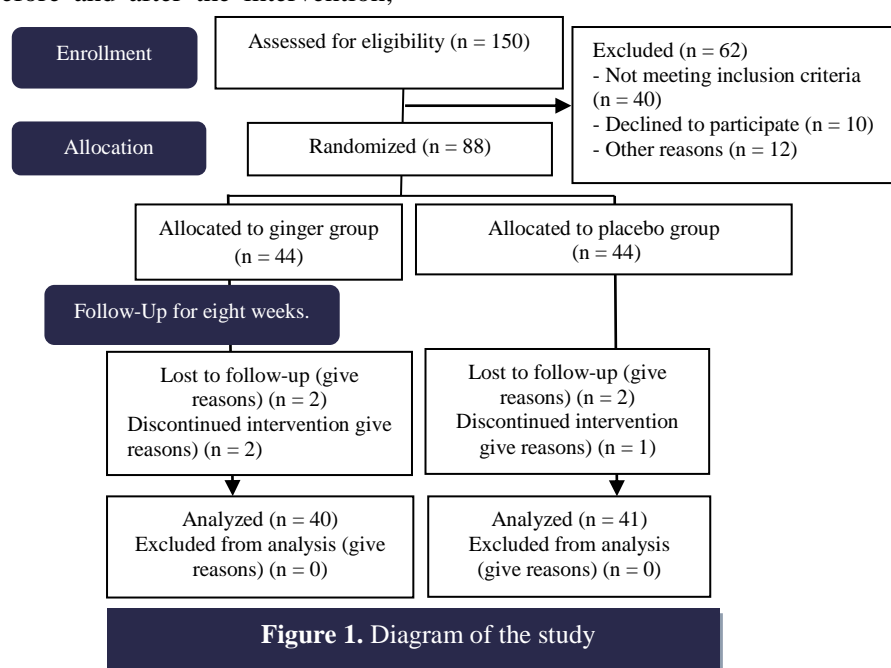 before and after the intervention,
Enrollment
Assessed for eligibility (n = 150)
Excluded (n = 62)
- Not meeting inclusion criteria
(n = 40)
- Declined to participate (n = 10)
- Other reasons (n = 12)
Allocation
Randomized (n = 88)
Allocated to ginger group
(n = 44)
Allocated to placebo group
(n = 44)
Follow-Up for eight weeks.
Lost to follow-up (give
reasons) (n = 2)
Discontinued intervention give
reasons) (n = 2)
Lost to follow-up (give
reasons) (n = 2)
Discontinued intervention
give reasons) (n = 1)
Analyzed (n = 40)
Excluded from analysis (give
reasons) (n = 0)
Analyzed (n = 41)
Excluded from analysis
(give reasons) (n = 0)
Figure 1. Diagram of the study